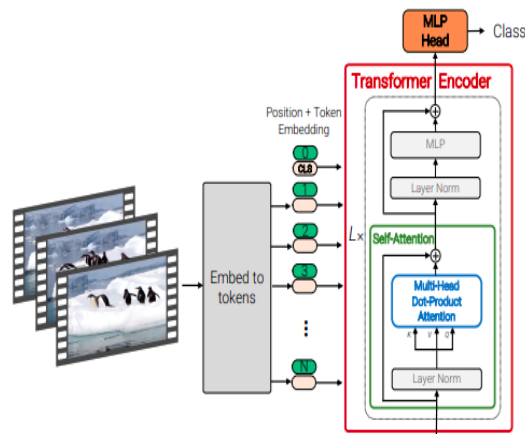 MLP
Head
Class
Transformer Encoder
Position + Token
Embedding
0
CLS
1
2
3
N
Embed to
tokens
L×
MLP
Layer Norm
Self-Attention
Multi-Head
Dot-Product
Attention
K V Q
Layer Norm